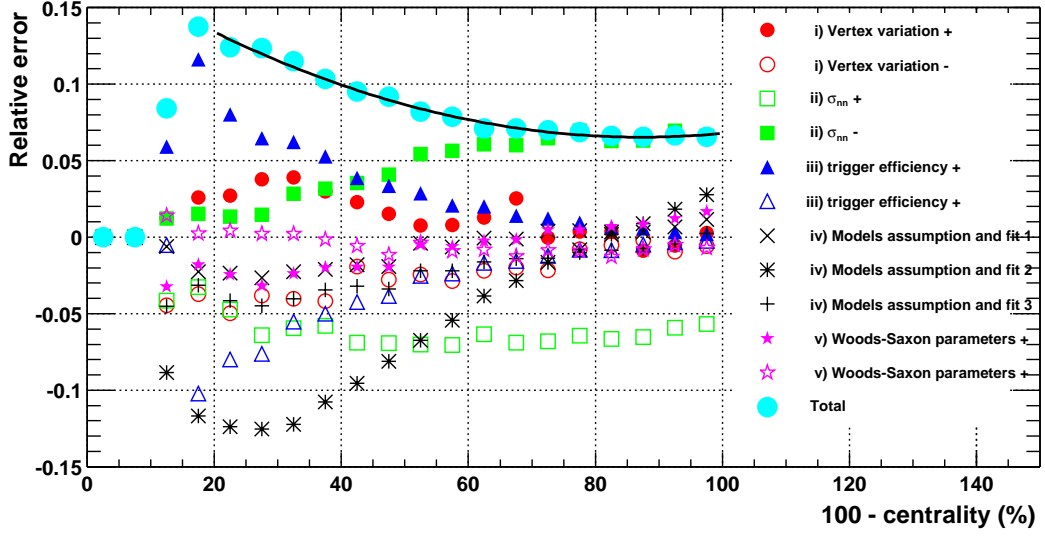 Relative error
0.15
0.1
0.05
0
-0.05
-0.1
-0.15
i) Vertex variation +
i) Vertex variation -
ii) σnn +
ii) σnn -
iii) trigger efficiency +
iii) trigger efficiency +
iv) Models assumption and fit 1
iv) Models assumption and fit 2
iv) Models assumption and fit 3
v) Woods-Saxon parameters +
v) Woods-Saxon parameters +
Total
0 20 40 60 80 100 120 140
100 - centrality (%)